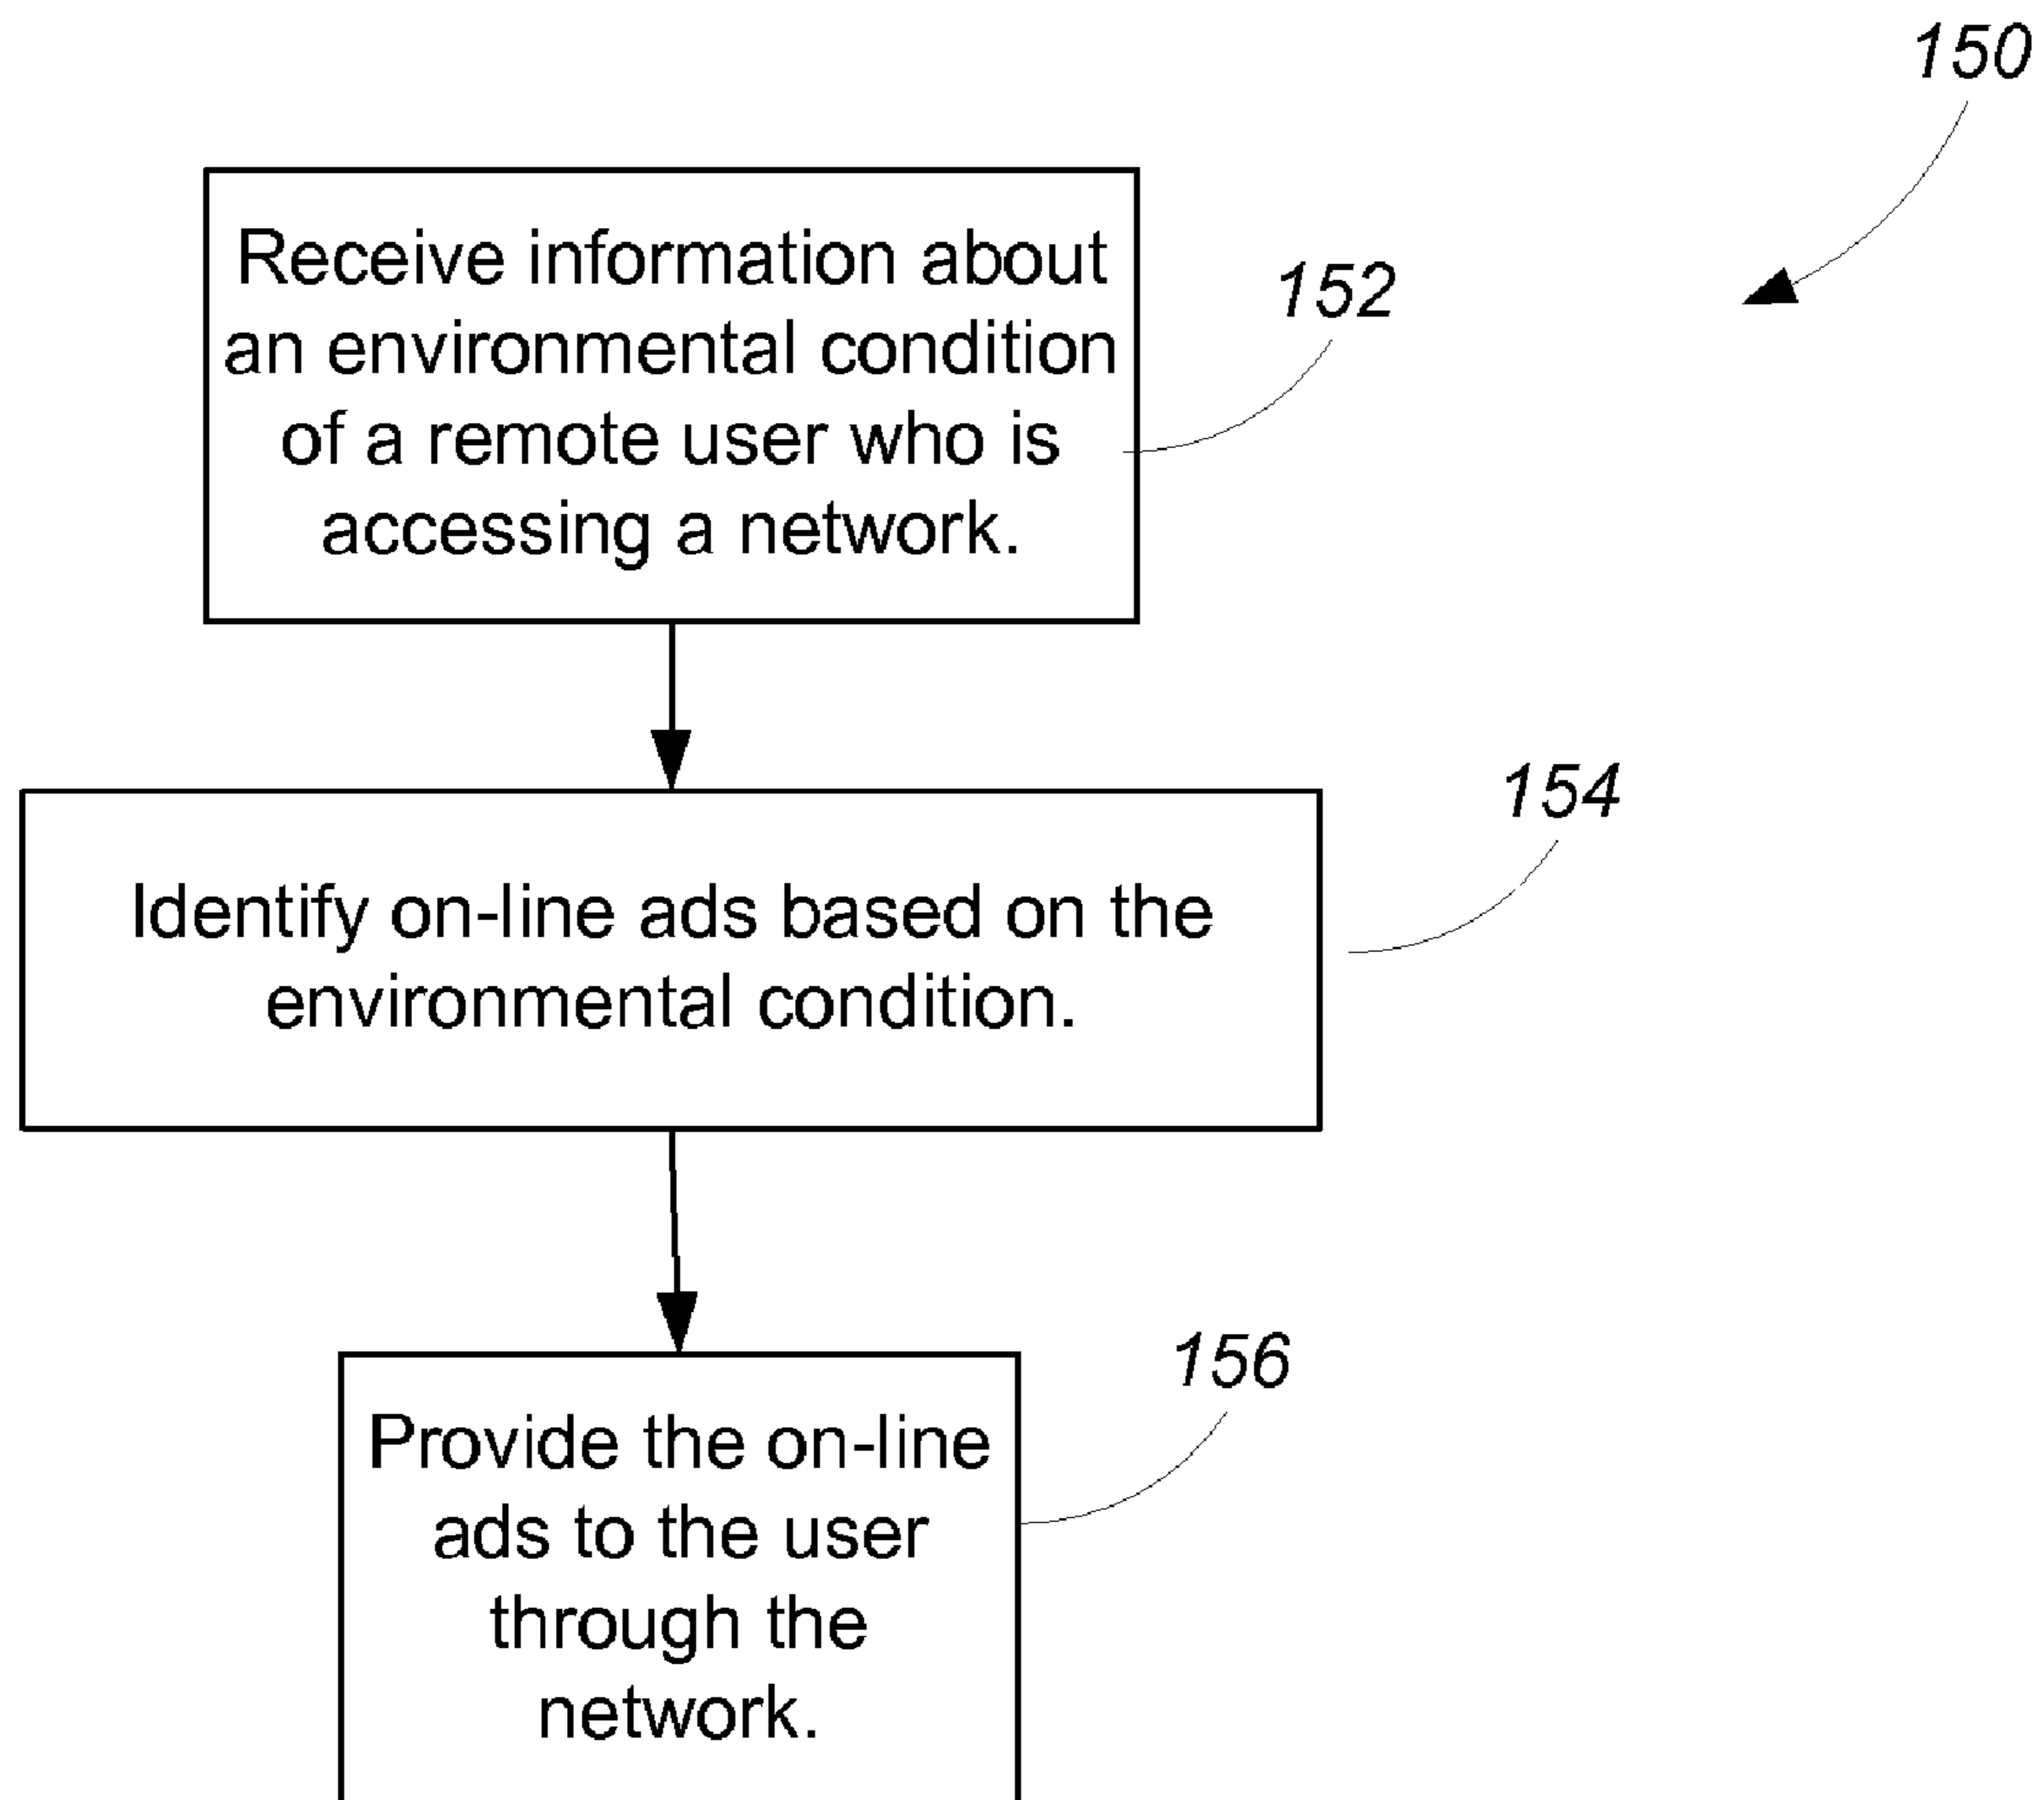 150
Receive information about
an environmental condition
of a remote user who is
accessing a network.
152
154
Identify on-line ads based on the
environmental condition.
156
Provide the on-line
ads to the user
through the
network.